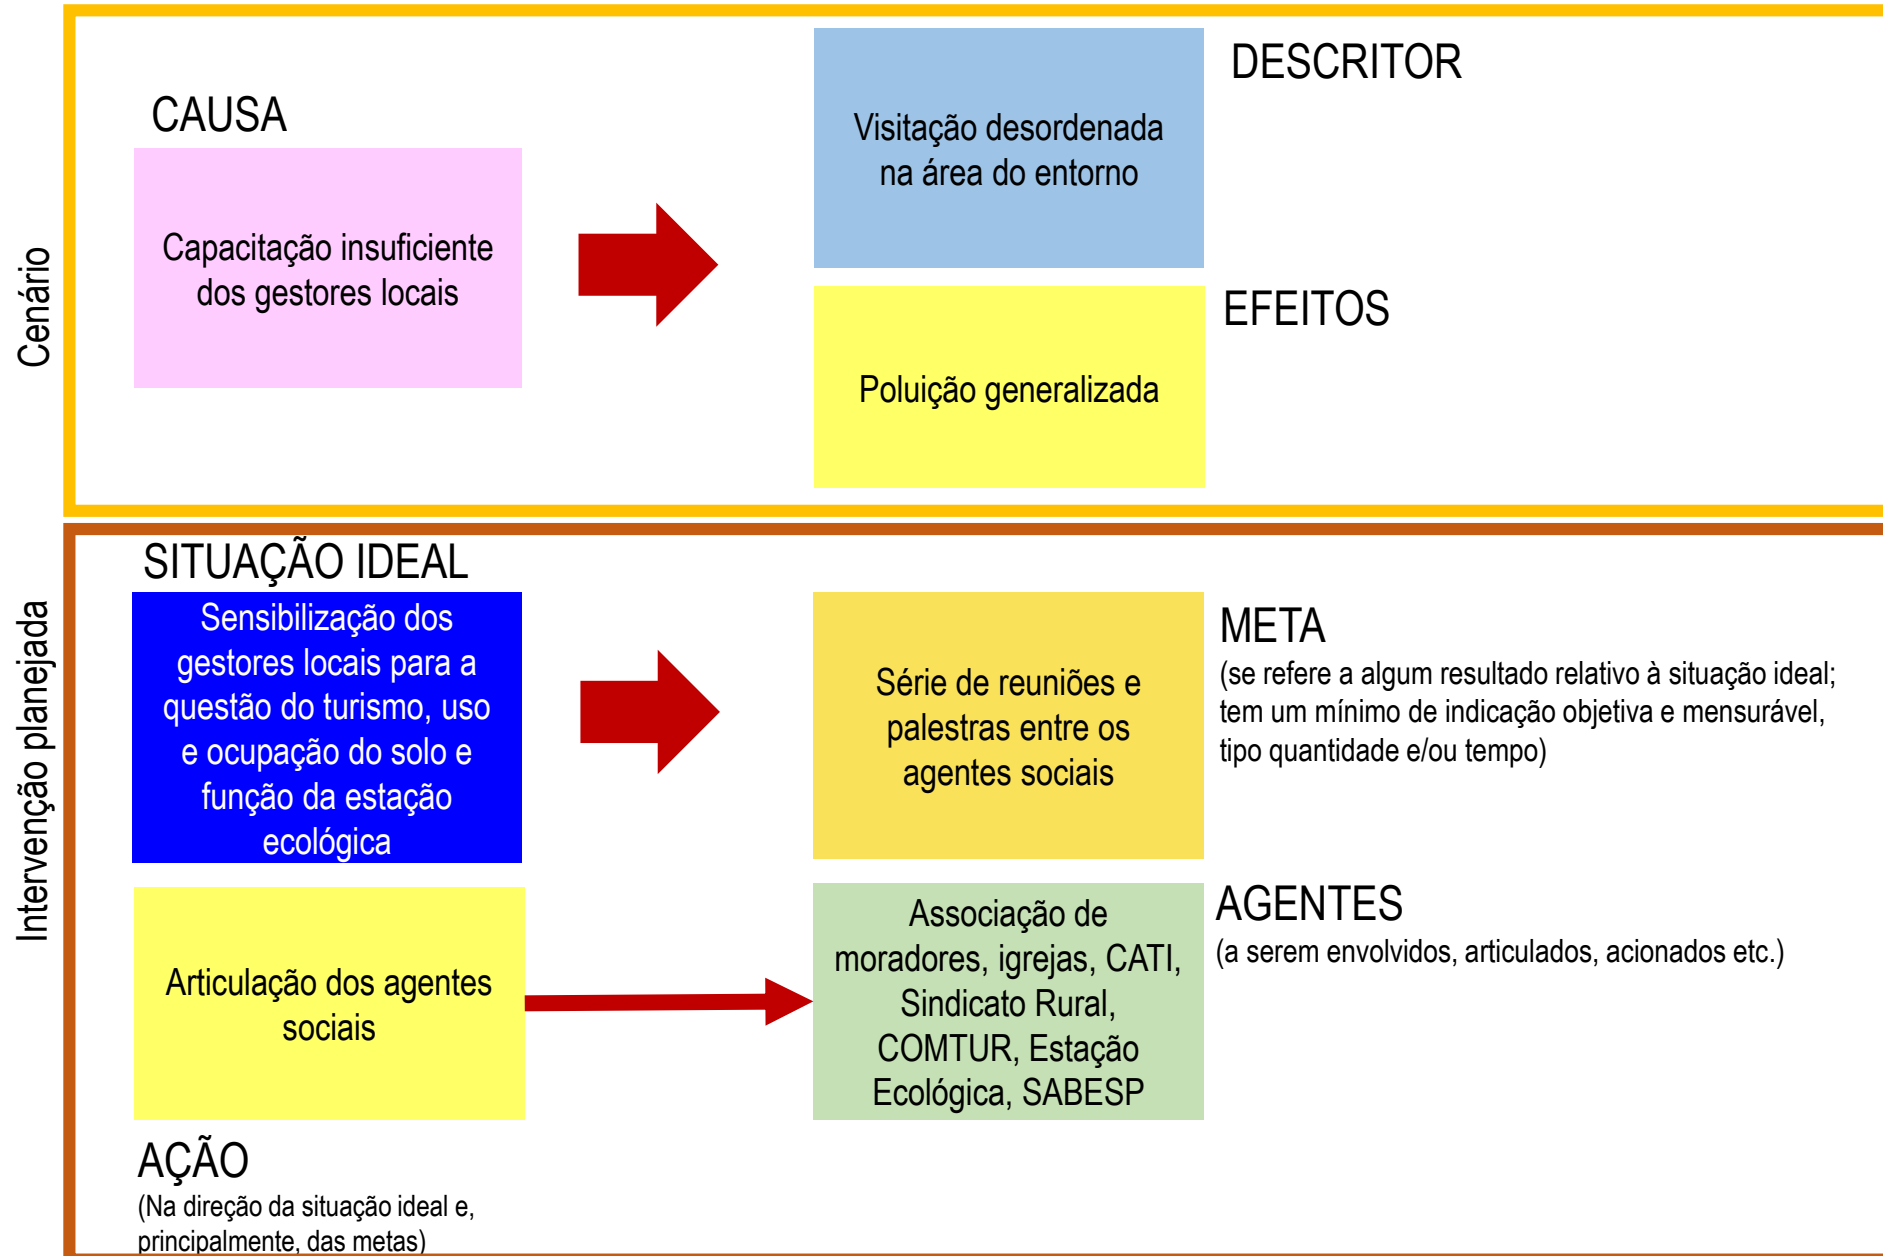 Cenário
CAUSA
Capacitação insuficiente
dos gestores locais
Visitação desordenada
na área do entorno
DESCRITOR
Poluição generalizada
EFEITOS
Intervenção planejada
SITUAÇÃO IDEAL
Sensibilização dos
gestores locais para a
questão do turismo, uso
e ocupação do solo e
função da estação
ecológica
Série de reuniões e
palestras entre os
agentes sociais
META
(se refere a algum resultado relativo à situação ideal;
tem um mínimo de indicação objetiva e mensurável,
tipo quantidade e/ou tempo)
Articulação dos agentes
sociais
Associação de
moradores, igrejas, CATI,
Sindicato Rural,
COMTUR, Estação
Ecológica, SABESP
AGENTES
(a serem envolvidos, articulados, acionados etc.)
AÇÃO
(Na direção da situação ideal e,
principalmente, das metas)